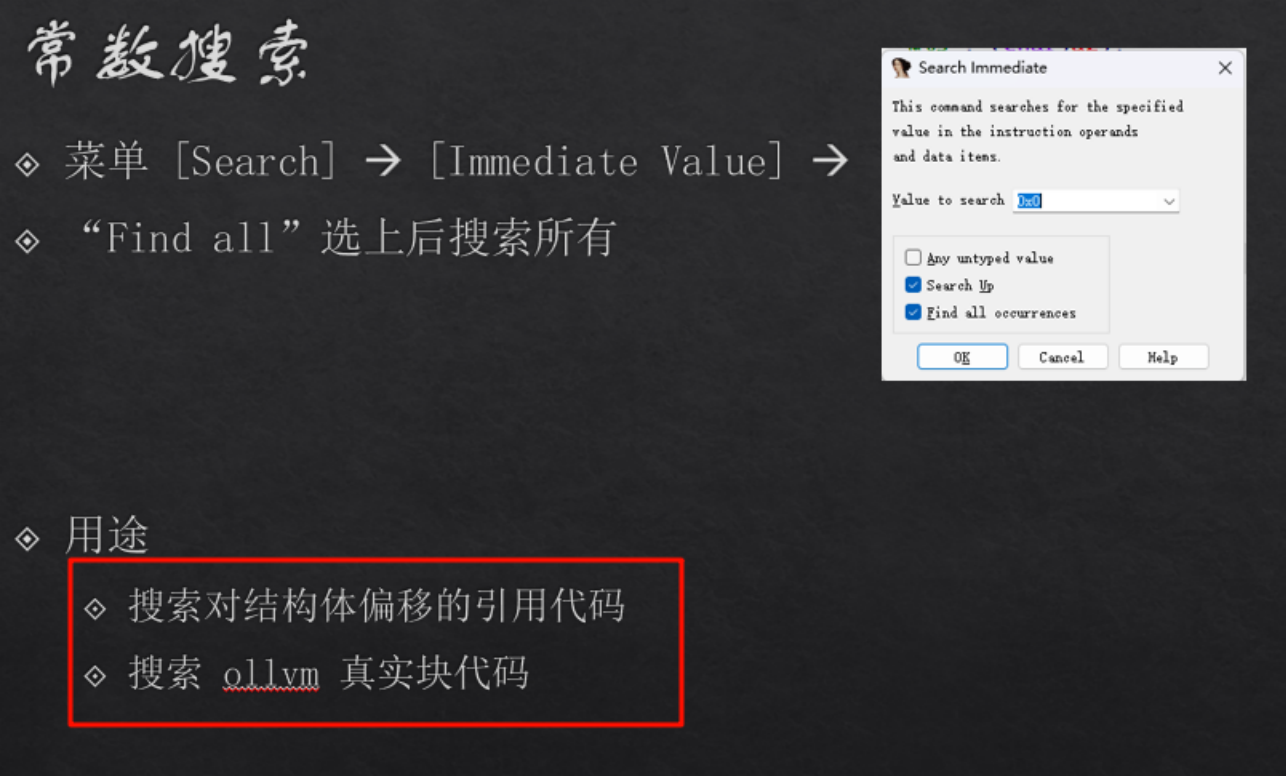 常数搜索
菜单 [Search] → [Immediate Value] →
“Find all”选上后搜索所有
Search Immediate
This command searches for the specified
value in the instruction operands
and data items.
Value to search 0x0
Any untyped value
Search Up
Find all occurrences
OK Cancel Help
用途
搜索对结构体偏移的引用代码
搜索 ollvm 真实块代码